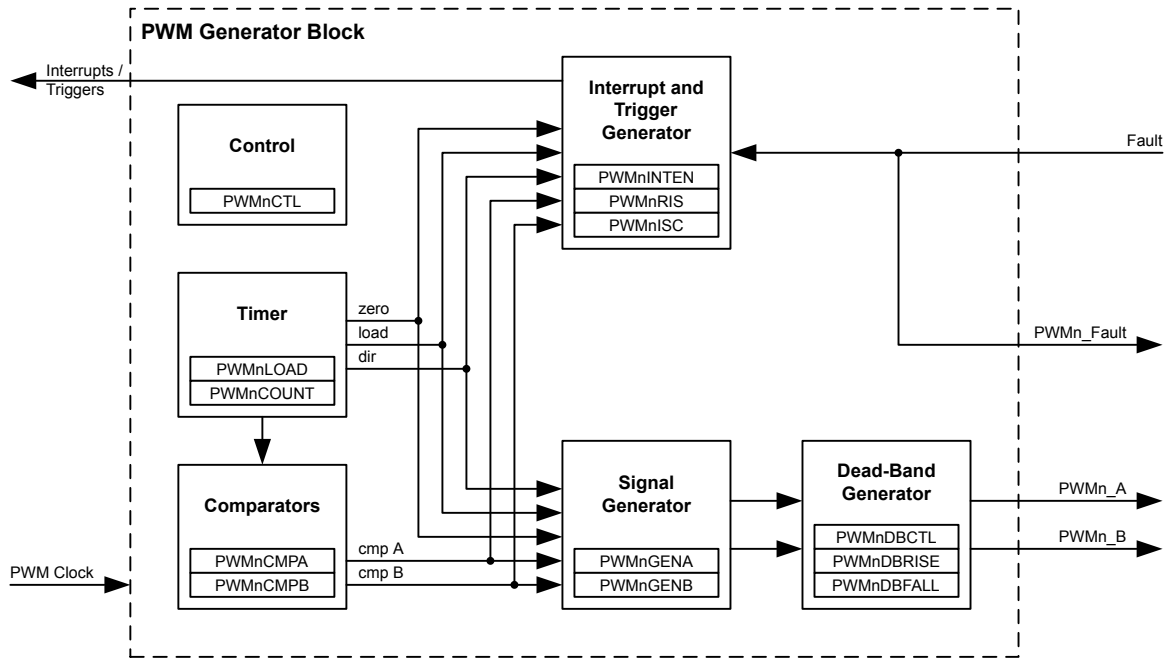 PWM Generator Block
Interrupts /
Triggers
Control
PWMnCTL
Interrupt and
Trigger
Generator
PWMnINTEN
PWMnRIS
PWMnISC
Fault
Timer
PWMnLOAD
PWMnCOUNT
zero
load
dir
PWMn_Fault
Comparators
PWMnCMPA
PWMnCMPB
cmp A
cmp B
Signal
Generator
PWMnGENA
PWMnGENB
Dead-Band
Generator
PWMnDBCTL
PWMnDBRISE
PWMnDBFALL
PWMn_A
PWMn_B
PWM Clock